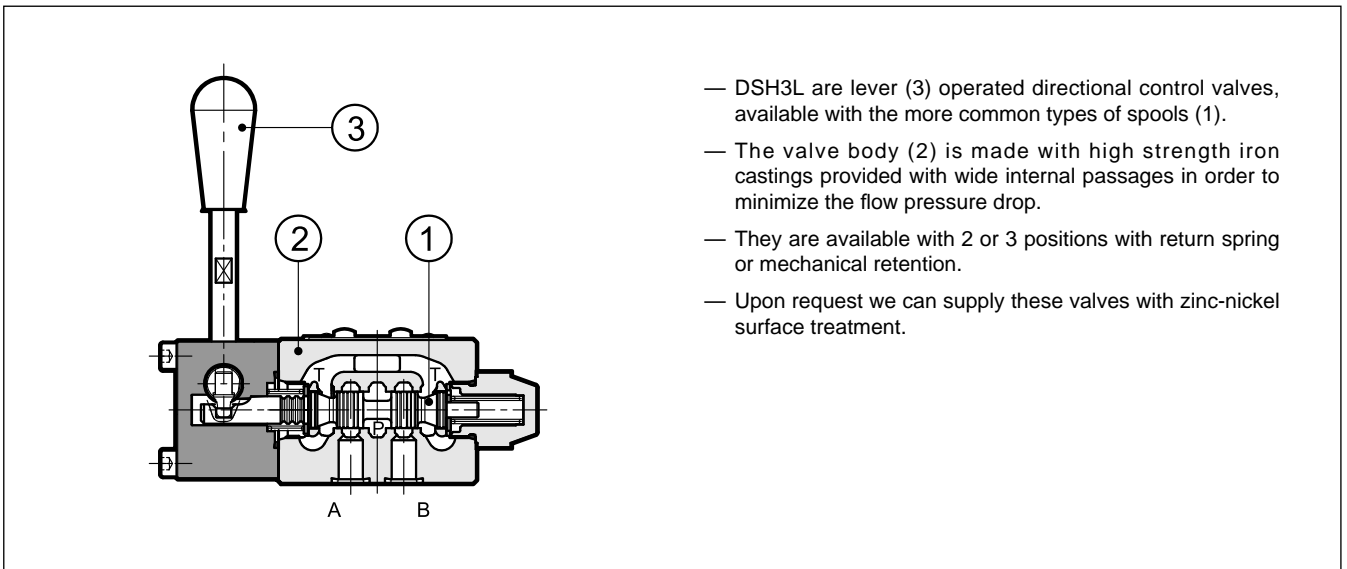 3
2
1
T
T
P
A
B
— DSH3L are lever (3) operated directional control valves,
available with the more common types of spools (1).
— The valve body (2) is made with high strength iron
castings provided with wide internal passages in order to
minimize the flow pressure drop.
— They are available with 2 or 3 positions with return spring
or mechanical retention.
— Upon request we can supply these valves with zinc-nickel
surface treatment.